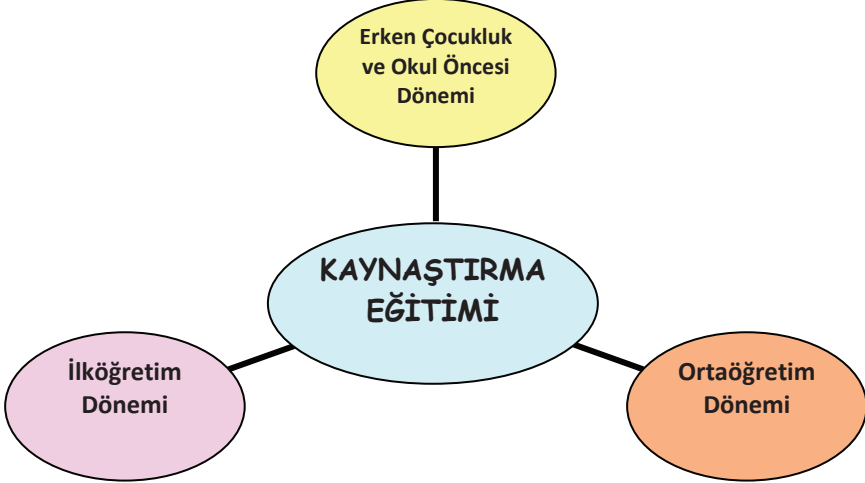 Erken Çocukluk
ve Okul Öncesi
Dönemi
KAYNAŞTIRMA
EĞİTİMİ
İlköğretim
Dönemi
Ortaöğretim
Dönemi